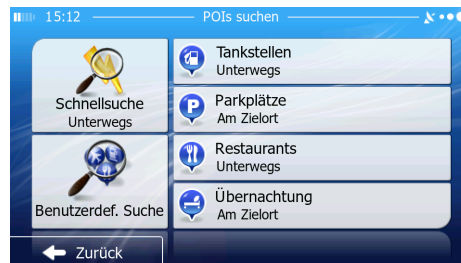 15:12 POIs suchen
Schnellsuche
Unterwegs
Benutzerdef. Suche
Tankstellen
Unterwegs
P
Parkplätze
Am Zielort
Restaurants
Unterwegs
Übernachtung
Am Zielort
Zurück